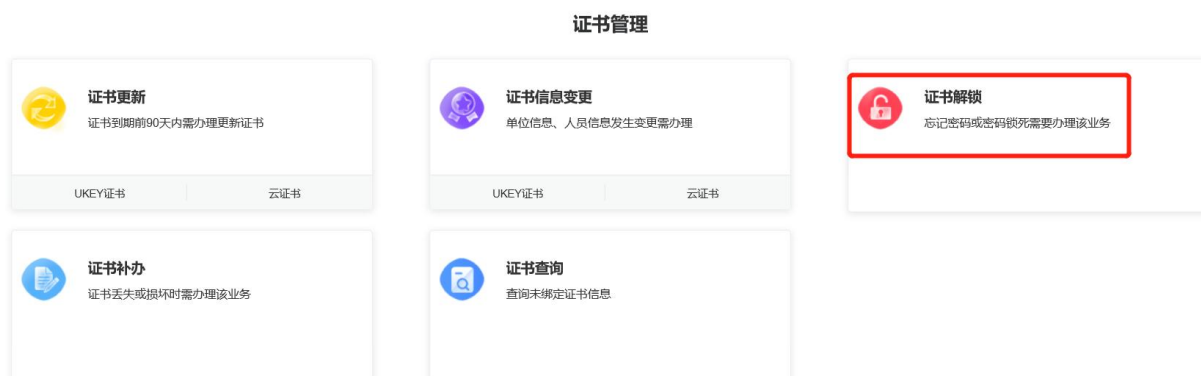 证书管理
证书更新
证书到期前90天内需办理更新证书
UKEY证书
云证书
证书信息变更
单位信息、人员信息发生变更需办理
UKEY证书
云证书
证书解锁
忘记密码或密码锁死需要办理该业务
证书补办
证书丢失或损坏时需办理该业务
证书查询
查询未绑定证书信息